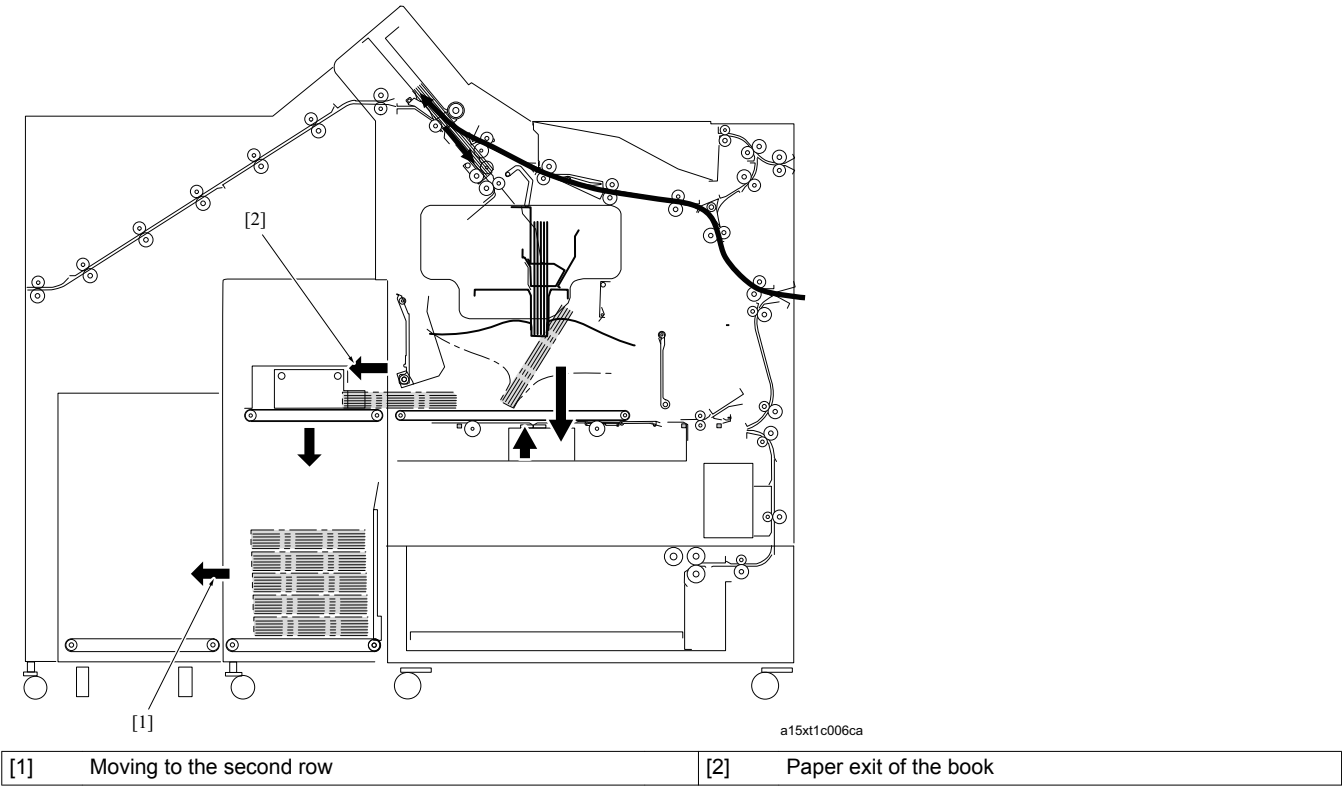 [2]
[1]
a15xt1c006ca
[1] Moving to the second row [2] Paper exit of the book